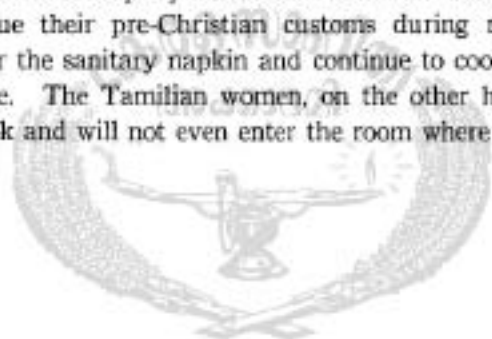 ue their pre-Christian customs during
the sanitary napkin and continue to coo
e. The Tamilian women, on the other h
k and will not even enter the room where